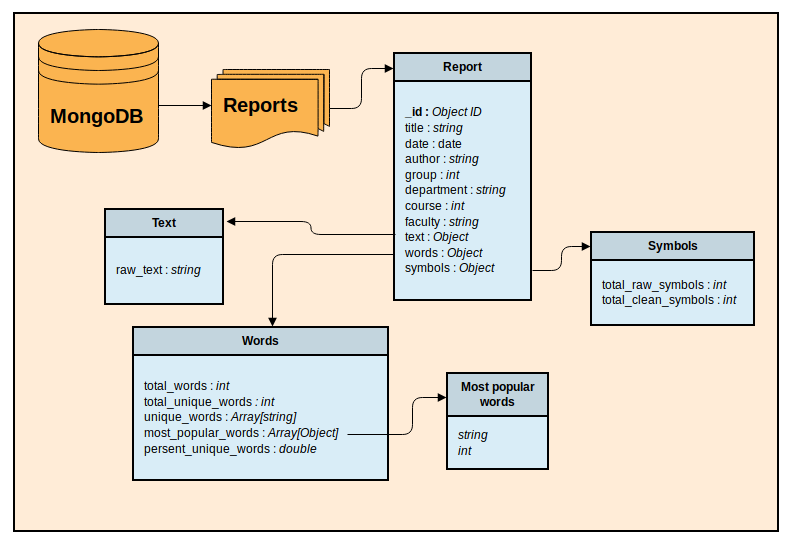 MongoDB
Reports
Report
_id : Object ID
title : string
date : date
author : string
group : int
department : string
course : int
faculty : string
text : Object
words : Object
symbols : Object
Text
raw_text : string
Symbols
total_raw_symbols : int
total_clean_symbols : int
Words
total_words : int
total_unique_words : int
unique_words : Array[string]
most_popular_words : Array[Object]
persent_unique_words : double
Most popular
words
string
int